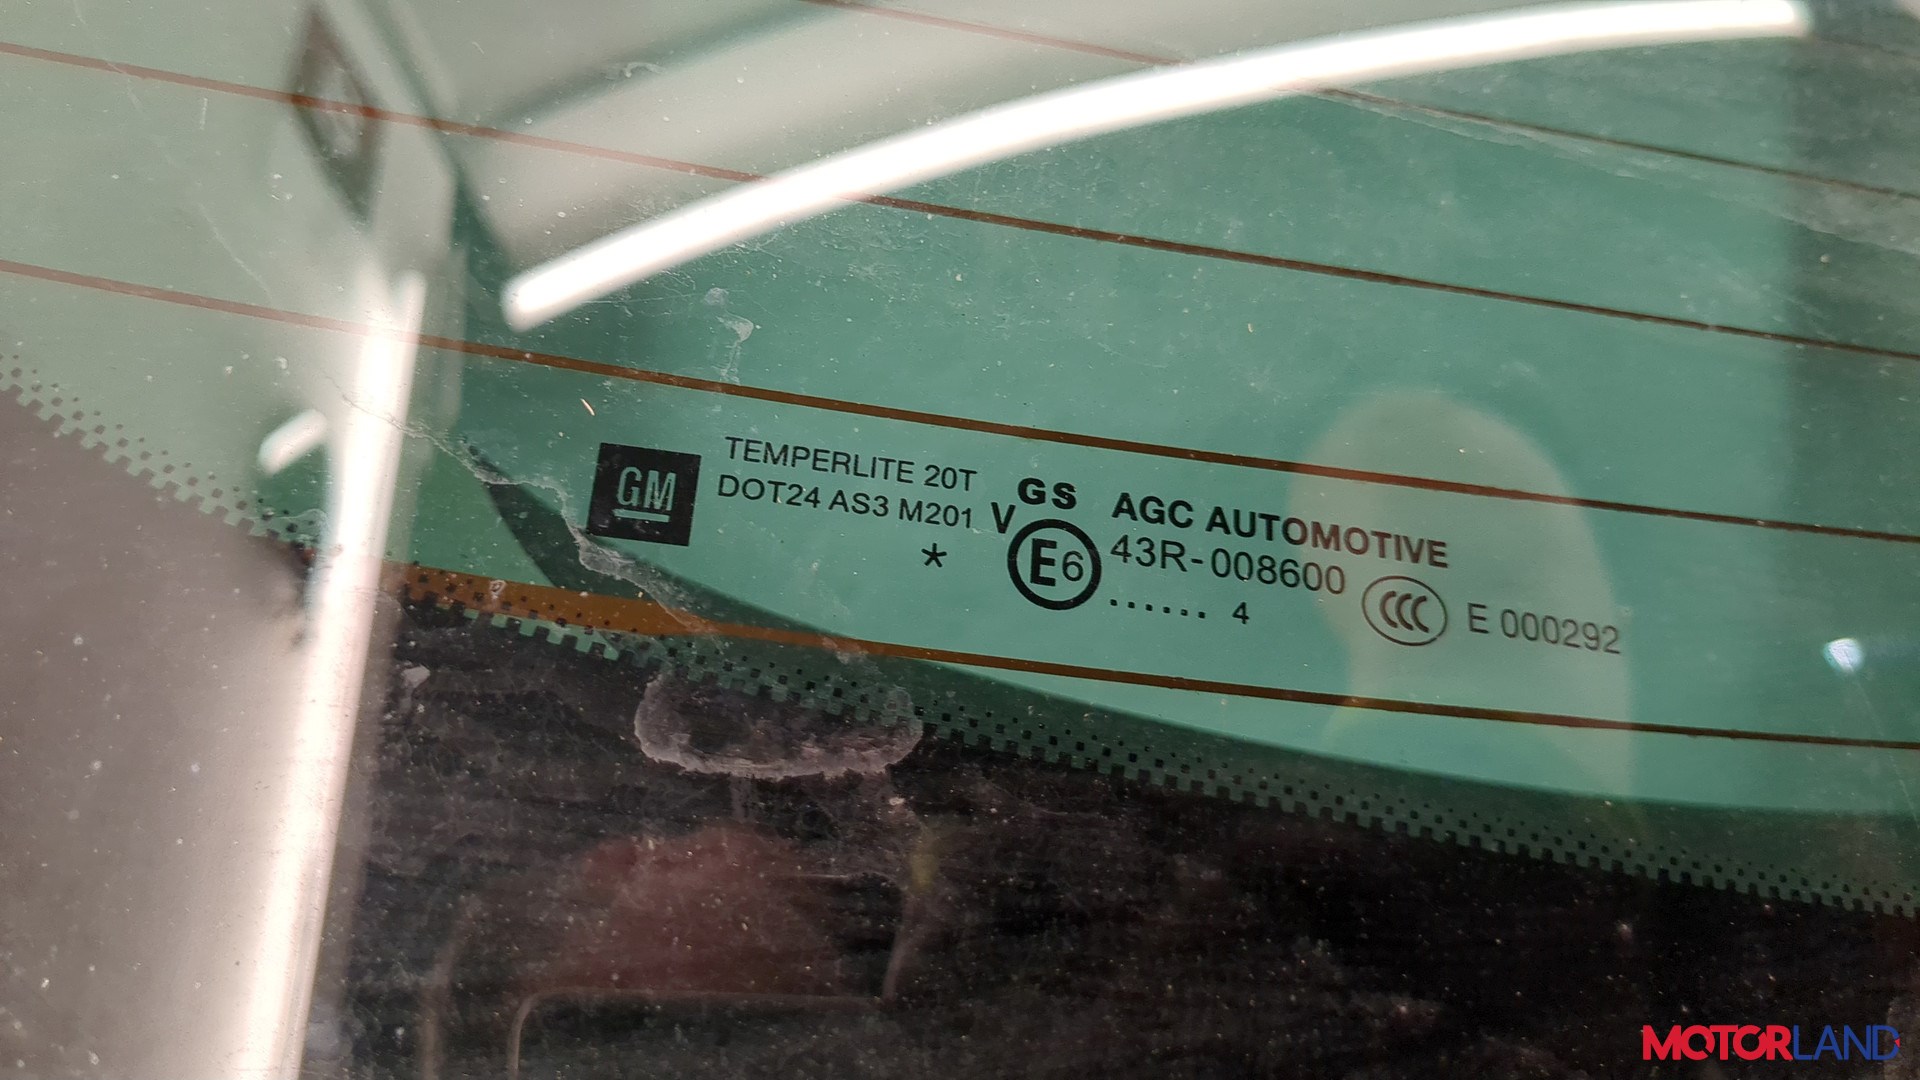 GM
TEMPERLITE 20T
DOT24 AS3 M201
*
V
GS
E6
AGC AUTOMOTIVE
43R-008600
...... 4
CCC
E 000292
MOTORLAND